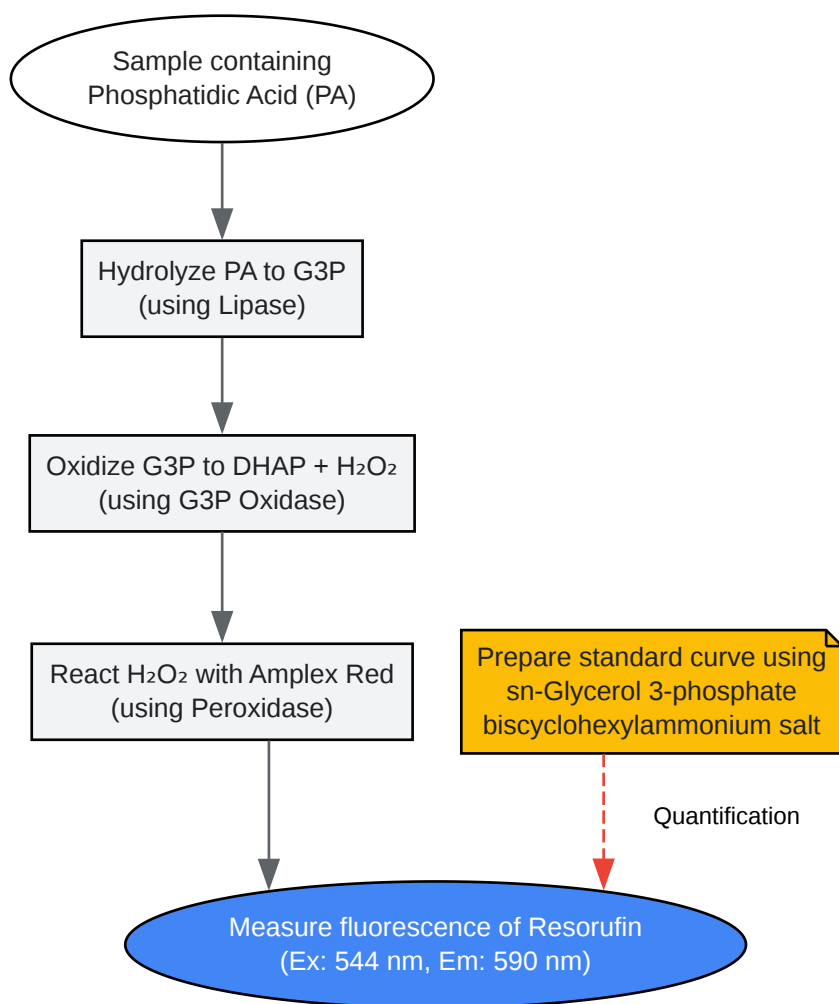 Sample containing
Phosphatidic Acid (PA)
Hydrolyze PA to G3P
(using Lipase)
Oxidize G3P to DHAP + H₂O₂
(using G3P Oxidase)
React H₂O₂ with Amplex Red
(using Peroxidase)
Prepare standard curve using
sn-Glycerol 3-phosphate
biscyclohexylammonium salt
Quantification
Measure fluorescence of Resorufin
(Ex: 544 nm, Em: 590 nm)